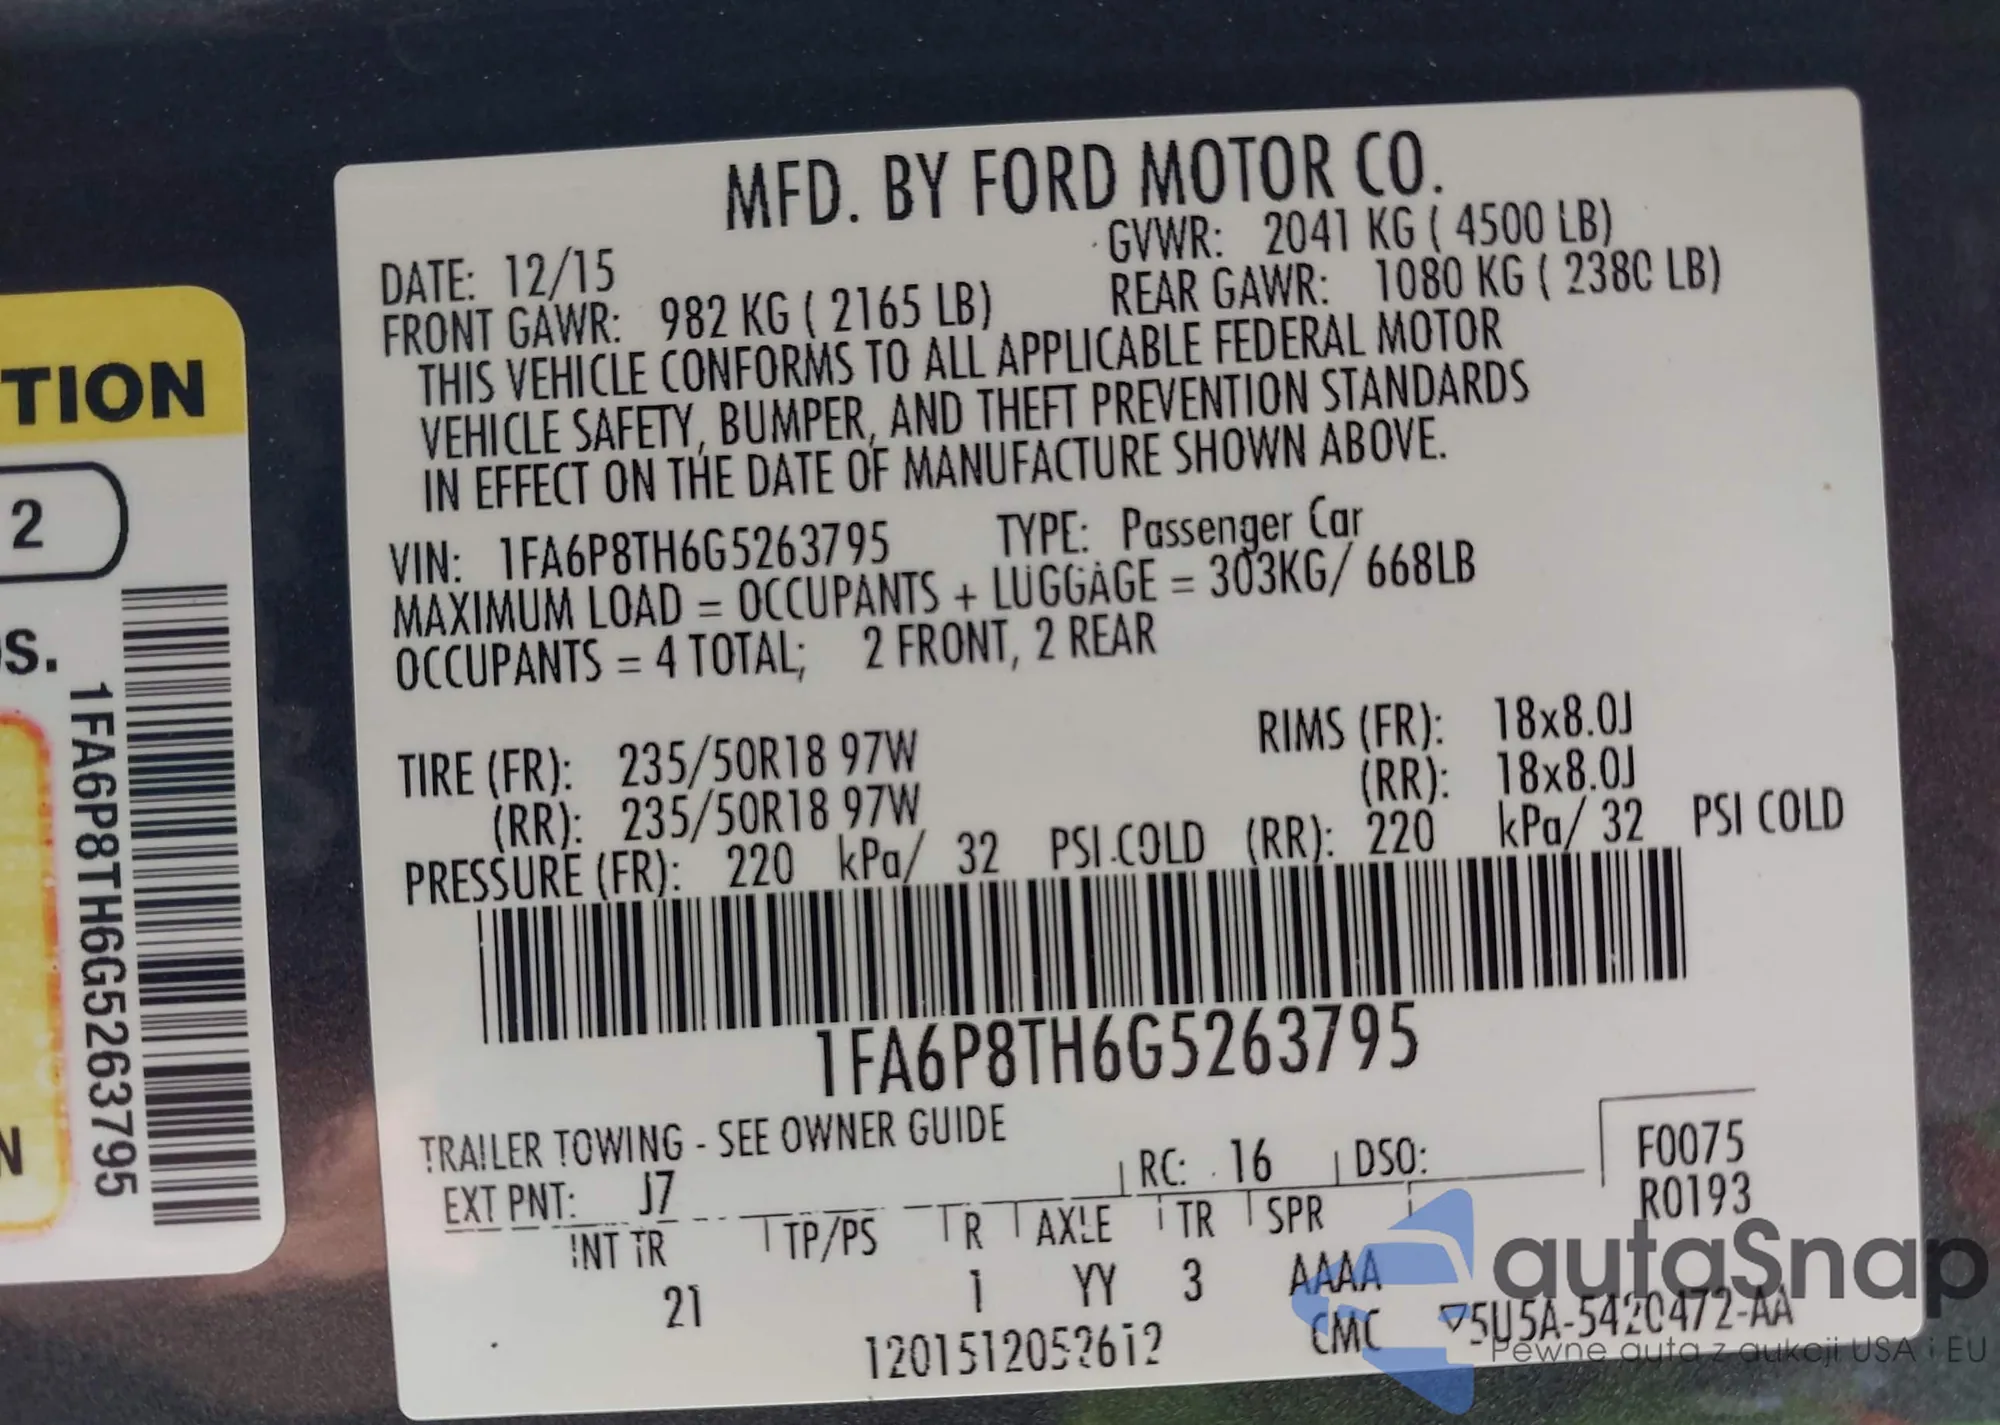 TION
2
S.
1FA6P8TH6G5263795
N
MFD. BY FORD MOTOR CO.
DATE: 12/15
GVWR: 2041 KG ( 4500 LB)
FRONT GAWR: 982 KG ( 2165 LB)
REAR GAWR: 1080 KG ( 2380 LB)
THIS VEHICLE CONFORMS TO ALL APPLICABLE FEDERAL MOTOR
VEHICLE SAFETY, BUMPER, AND THEFT PREVENTION STANDARDS
IN EFFECT ON THE DATE OF MANUFACTURE SHOWN ABOVE.
VIN: 1FA6P8TH6G5263795 TYPE: Passenger Car
MAXIMUM LOAD = OCCUPANTS + LUGGAGE = 303KG/ 668LB
OCCUPANTS = 4 TOTAL; 2 FRONT, 2 REAR
TIRE (FR): 235/50R18 97W RIMS (FR): 18x8.0J
(RR): 235/50R18 97W (RR): 18x8.0J
PRESSURE (FR): 220 kPa/ 32 PSI COLD (RR): 220 kPa/ 32 PSI COLD
1FA6P8TH6G5263795
TRAILER TOWING - SEE OWNER GUIDE
EXT PNT: J7 RC: 16 DSO:
F0075
R0193
INT TR TP/PS R AXLE TR SPR
21 1 YY 3 AAAA
CMC
▽5U5A-5420472-AA
autaSnap
Pewne auta z aukcji USA i EU